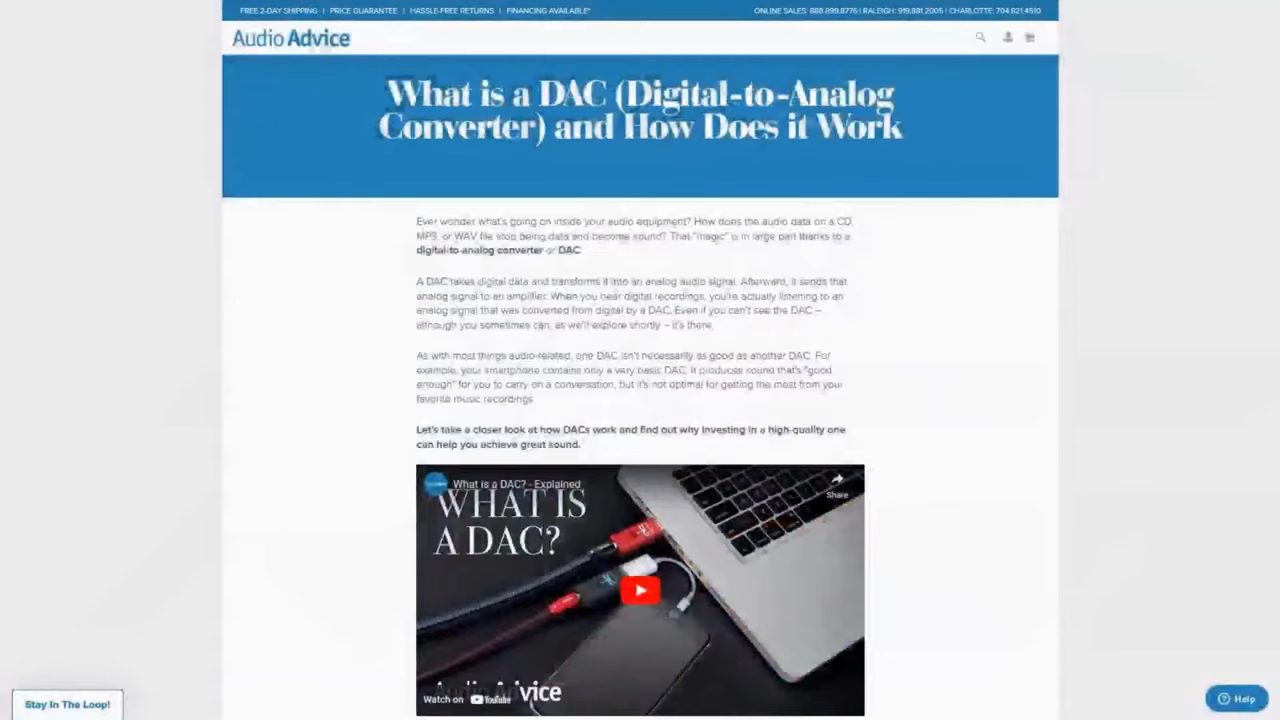 FREE 2-DAY SHIPPING | PRICE GUARANTEE | HASSLE-FREE RETURNS | FINANCING AVAILABLE*
ONLINE SALES: 888.899.8776 | RALEIGH: 919.881.2005 | CHARLOTTE: 704.821.4510
Audio Advice
What is a DAC (Digital-to-Analog
Converter) and How Does it Work
Ever wonder what's going on inside your audio equipment? How does the audio data on a CD,
MP3, or WAV file stop being data and become sound? That "magic" is in large part thanks to a
digital-to-analog converter or DAC.
A DAC takes digital data and transforms it into an analog audio signal. Afterward, it sends that
analog signal to an amplifier. When you hear digital recordings, you're actually listening to an
analog signal that was converted from digital by a DAC. Even if you can't see the DAC –
although you sometimes can, as we'll explore shortly – it's there.
As with most things audio-related, one DAC isn't necessarily as good as another DAC. For
example, your smartphone contains only a very basic DAC. It produces sound that's "good
enough" for you to carry on a conversation, but it's not optimal for getting the most from your
favorite music recordings.
Let's take a closer look at how DACs work and find out why investing in a high-quality one
can help you achieve great sound.
What is a DAC? - Explained
Share
WHAT IS
A DAC?
Audio Advice
Watch on YouTube
Stay In The Loop!
Help